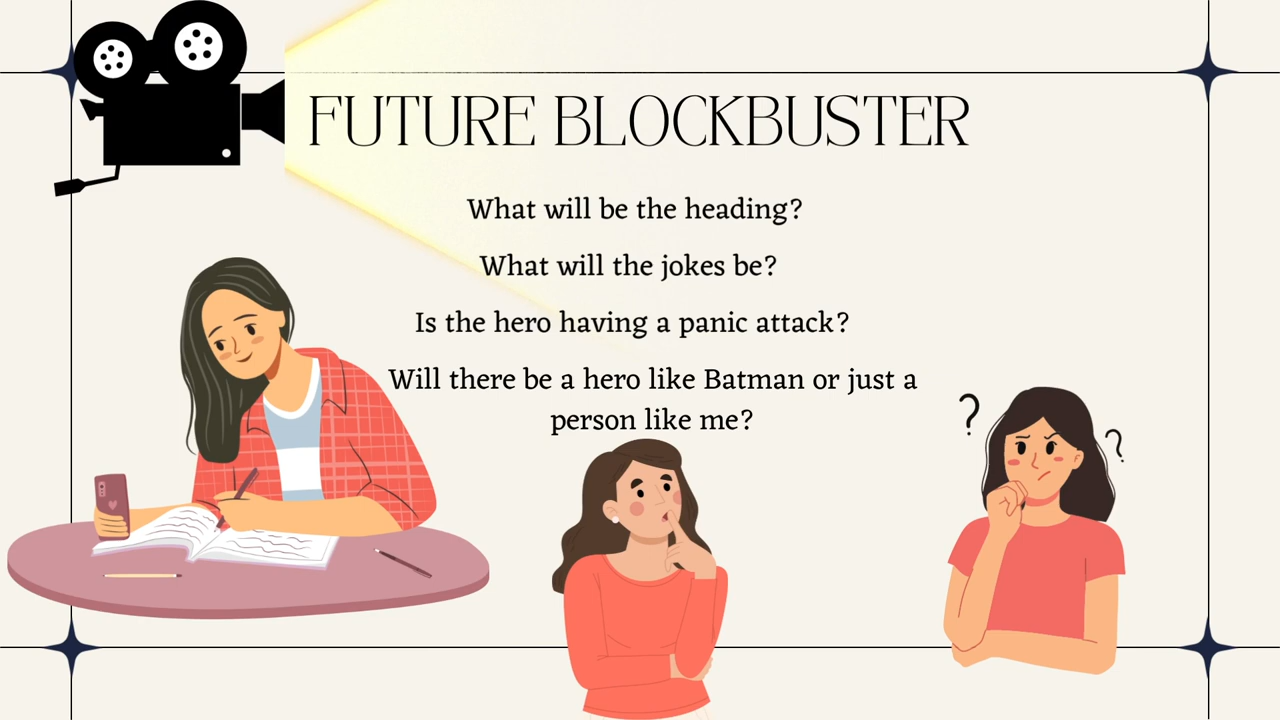 FUTURE BLOCKBUSTER
What will be the heading?
What will the jokes be?
Is the hero having a panic attack?
Will there be a hero like Batman or just a
person like me?
? ?